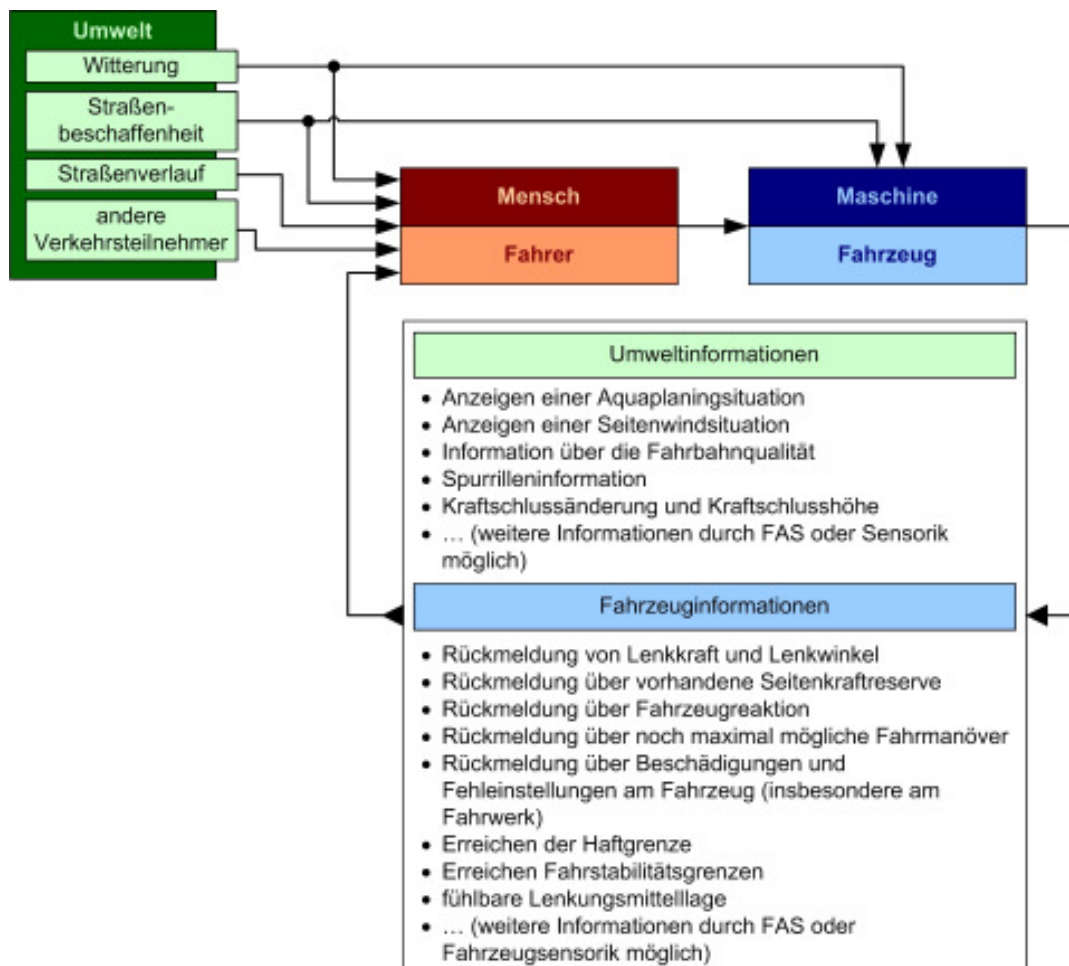 Umwelt
Witterung
Straßen-
beschaffenheit
Straßenverlauf
andere
Verkehrsteilnehmer
Mensch
Fahrer
Maschine
Fahrzeug
Umweltinformationen
• Anzeigen einer Aquaplaningsituation
• Anzeigen einer Seitenwindsituation
• Information über die Fahrbahnqualität
• Spurrilleninformation
• Kraftschlussänderung und Kraftschlusshöhe
• … (weitere Informationen durch FAS oder Sensorik
möglich)
Fahrzeuginformationen
• Rückmeldung von Lenkkraft und Lenkwinkel
• Rückmeldung über vorhandene Seitenkraftreserve
• Rückmeldung über Fahrzeugreaktion
• Rückmeldung über noch maximal mögliche Fahrmanöver
• Rückmeldung über Beschädigungen und
Fehleinstellungen am Fahrzeug (insbesondere am
Fahrwerk)
• Erreichen der Haftgrenze
• Erreichen Fahrstabilitätsgrenzen
• fühlbare Lenkungsmittelllage
• … (weitere Informationen durch FAS oder
Fahrzeugsensorik möglich)